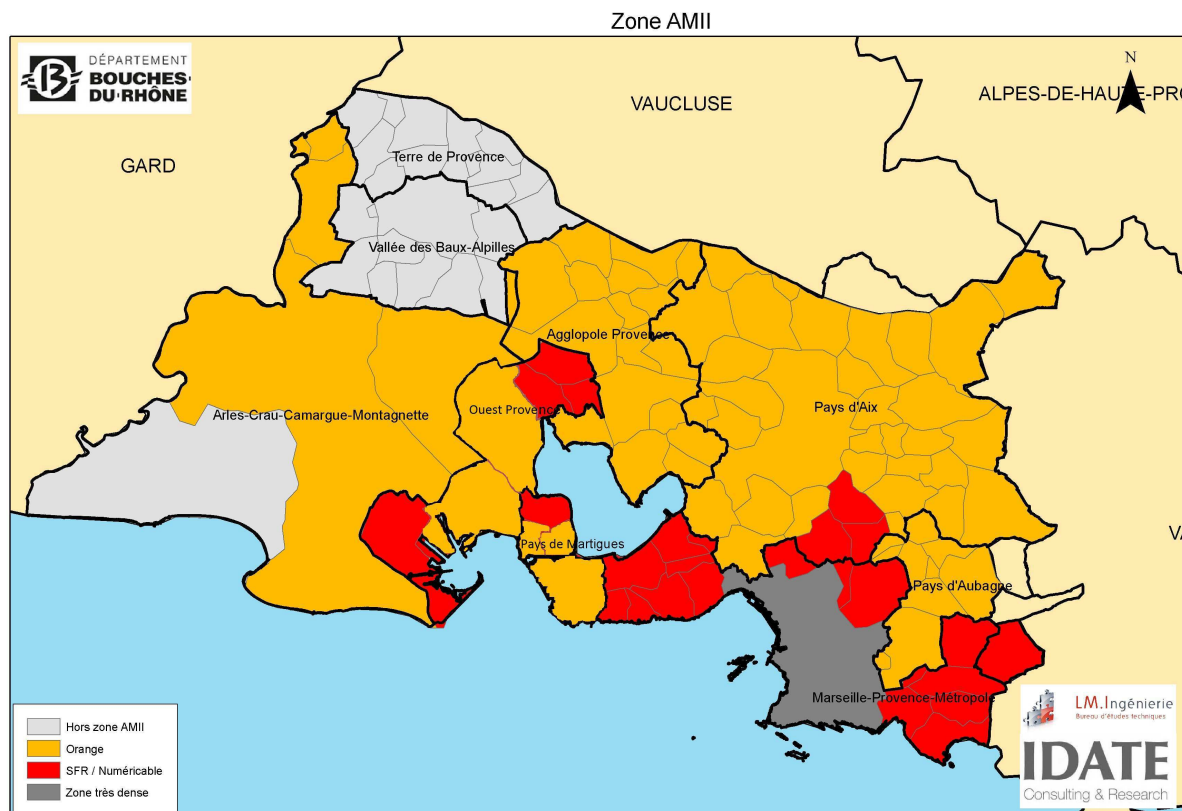 Zone AMII
DÉPARTEMENT
BOUCHES·
DU·RHÔNE
N
VAUCLUSE
ALPES-DE-HAUTE-PRO
GARD
Terre de Provence
Vallée des Baux-Alpilles
Agglopole Provence
Ouest Provence
Arles-Crau-Camargue-Montagnette
Pays d'Aix
Pays de Martigues
VA
Pays d'Aubagne
Marseille-Provence-Métropole
Hors zone AMII
Orange
SFR / Numéricable
Zone très dense
LM.Ingénierie
Bureau d'études techniques
IDATE
Consulting & Research